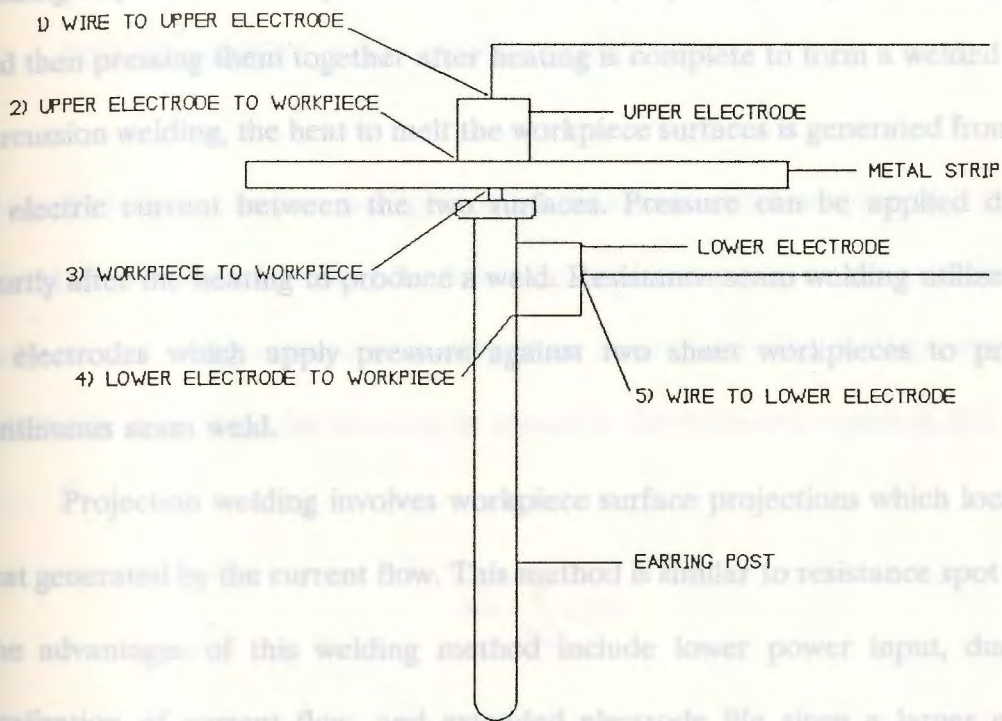 1) WIRE TO UPPER ELECTRODE
d then pressing them together after heating is complete to form a welded
2) UPPER ELECTRODE TO WORKPIECE
UPPER ELECTRODE
rcussion welding, the heat to melt the workpiece surfaces is generated from
METAL STRIP
electric current between the two surfaces. Pressure can be applied d
LOWER ELECTRODE
3) WORKPIECE TO WORKPIECE
urtly after the heating to produce a weld. Resistance seam welding utilize
electrodes which apply pressure against two sheet workpieces to pr
4) LOWER ELECTRODE TO WORKPIECE
5) WIRE TO LOWER ELECTRODE
ntinuous seam weld.
Projection welding involves workpiece surface projections which loc
EARRING POST
at generated by the current flow. This method is similar to resistance spot
he advantages of this welding method include lower power input,
of current flow, and extended electrode life since a larger